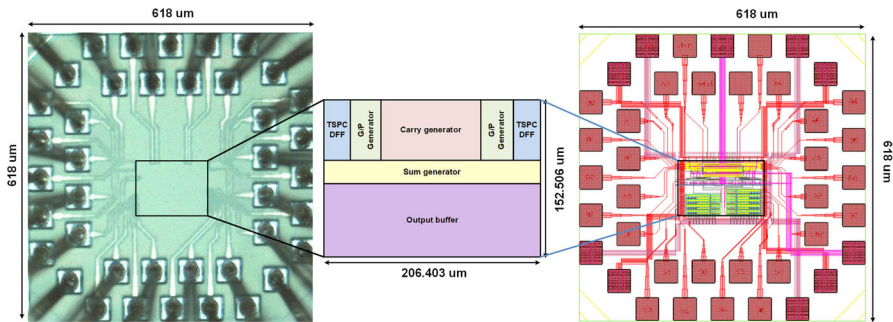 618 um
618 um
618 um
618 um
TSPC
DFF
G/P
Generator
Carry generator
G/P
Generator
TSPC
DFF
Sum generator
Output buffer
152.506 um
206.403 um